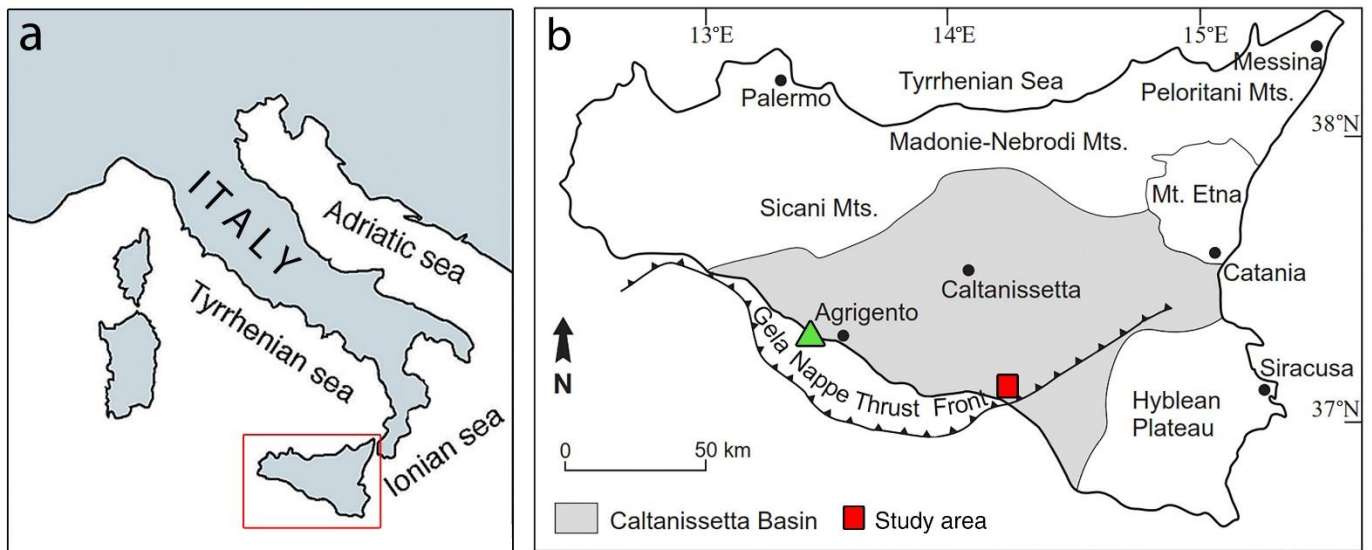 a
ITALY
Adriatic sea
Tyrrhenian sea
Ionian sea
b
13°E
14°E
15°E
Messina
Tyrrhenian Sea
Palermo
Peloritani Mts.
38°N
Madonie-Nebrodi Mts.
Mt. Etna
Sicani Mts.
Catania
Caltanissetta
Agrigento
Gela Nappe Thrust Front
N
Siracusa
Hyblean
Plateau
37°N
0
50 km
Caltanissetta Basin
Study area